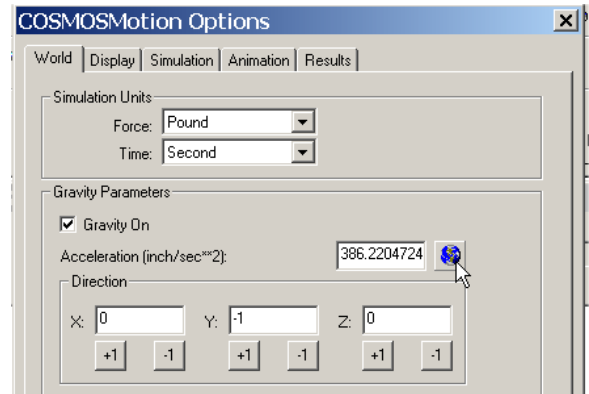 COSMOSMotion Options
World Display Simulation Animation Results
Simulation Units
Force: Pound
Time: Second
Gravity Parameters
Gravity On
Acceleration (inch/sec**2): 386.2204724
Direction
X: 0 Y: -1 Z: 0
+1 -1 +1 -1 +1 -1